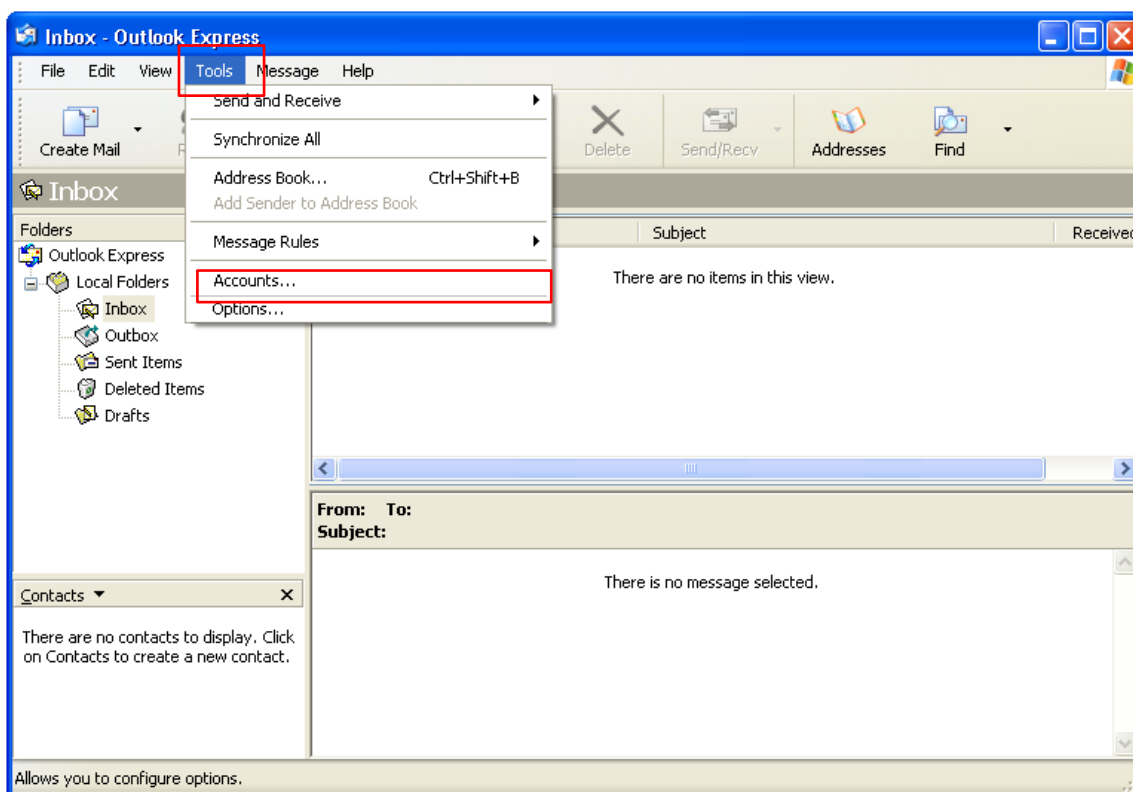 Inbox - Outlook Express
File Edit View Tools Message Help
Create Mail Delete Send/Recv Addresses Find
Send and Receive
Synchronize All
Address Book... Ctrl+Shift+B
Add Sender to Address Book
Message Rules
Accounts...
Options...
Inbox
Folders
Outlook Express
Local Folders
Inbox
Outbox
Sent Items
Deleted Items
Drafts
Subject Received
There are no items in this view.
From: To:
Subject:
There is no message selected.
Contacts
There are no contacts to display. Click
on Contacts to create a new contact.
Allows you to configure options.